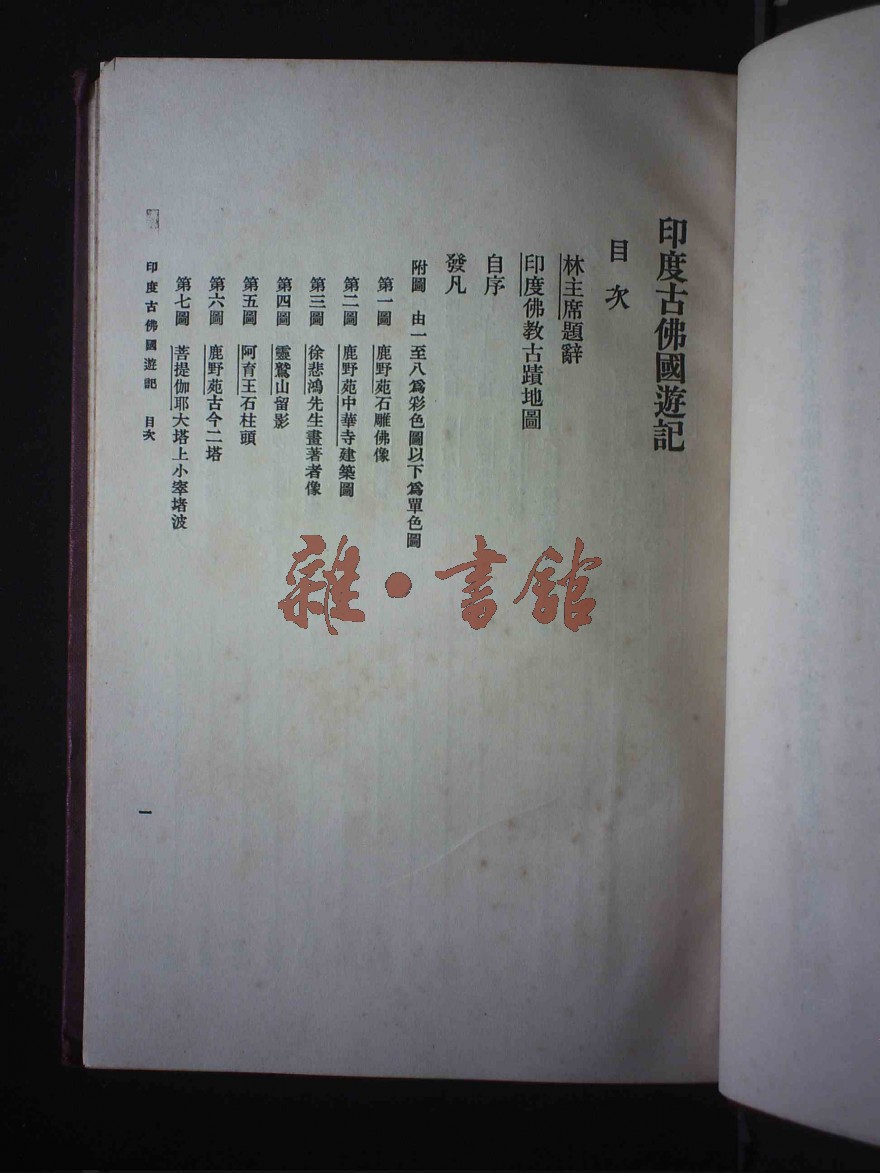 印度古佛國遊記
目次
林主席題辭
印度佛教古蹟地圖
自序
發凡
附圖 由一至八爲彩色圖以下爲單色圖
第一圖 鹿野苑石雕佛像
第二圖 鹿野苑中華寺建築圖
第三圖 徐悲鴻先生畫著者像
第四圖 靈鷲山留影
第五圖 阿育王石柱頭
第六圖 鹿野苑古今二塔
第七圖 菩提伽耶大塔上小窣堵波
印度古佛國遊記 目次
一
雜·書館